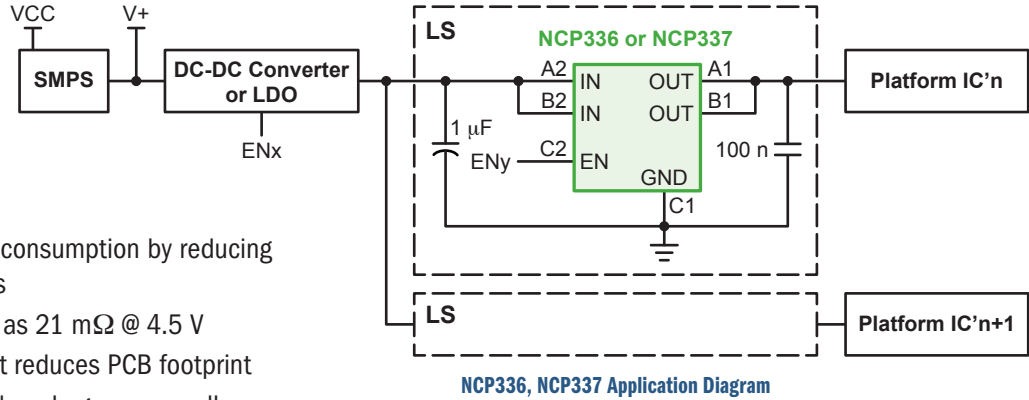 VCC
V+
SMPS
DC-DC Converter
or LDO
ENx
LS
NCP336 or NCP337
A2
IN
OUT
A1
B2
IN
OUT
B1
1 μF
ENy
C2
EN
GND
C1
100 n
Platform IC'n
LS
Platform IC'n+1
consumption by reducing
s
as 21 mΩ @ 4.5 V
t reduces PCB footprint
NCP336, NCP337 Application Diagram